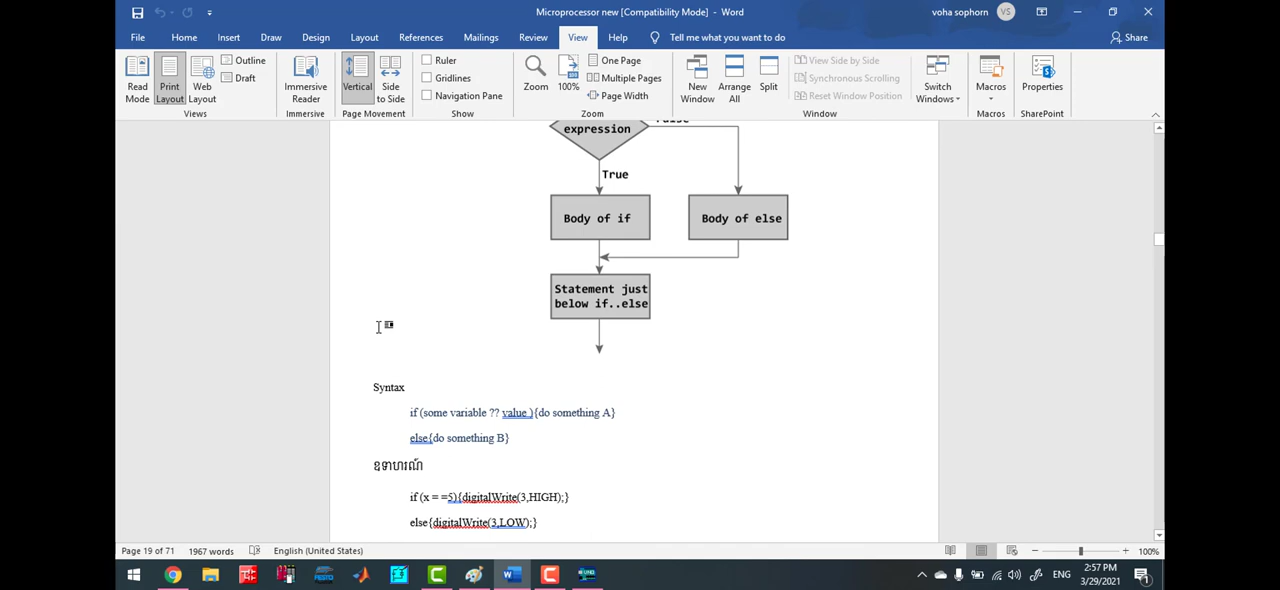 Microprocessor new [Compatibility Mode] - Word
voha sophorn
VS
File Home Insert Draw Design Layout References Mailings Review View Help Tell me what you want to do
Share
Read Mode
Print Layout
Web Layout
Outline
Draft
Views
Immersive Reader
Immersive
Vertical
Side to Side
Page Movement
Ruler
Gridlines
Navigation Pane
Show
Zoom
100%
One Page
Multiple Pages
Page Width
Zoom
New Window
Arrange All
Split
View Side by Side
Synchronous Scrolling
Reset Window Position
Window
Switch Windows
Macros
Macros
Properties
SharePoint
expression
False
True
Body of if
Body of else
Statement just
below if..else
Syntax
if (some variable ?? value ){do something A}
else{do something B}
ឧទាហរណ៍
if (x = =5){digitalWrite(3,HIGH);}
else{digitalWrite(3,LOW);}
Page 19 of 71 1967 words English (United States)
100%
FESTO
ENG
2:57 PM
3/29/2021
1